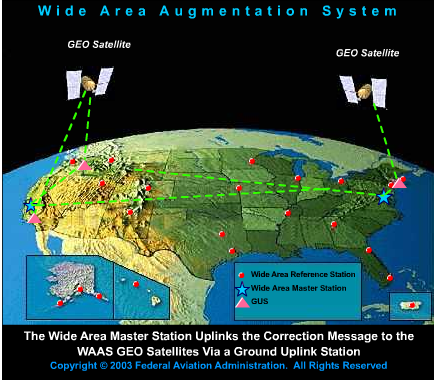 Wide Area Augmentation System
GEO Satellite
GEO Satellite
Wide Area Reference Station
Wide Area Master Station
GUS
The Wide Area Master Station Uplinks the Correction Message to the
WAAS GEO Satellites Via a Ground Uplink Station
Copyright © 2003 Federal Aviation Administration. All Rights Reserved